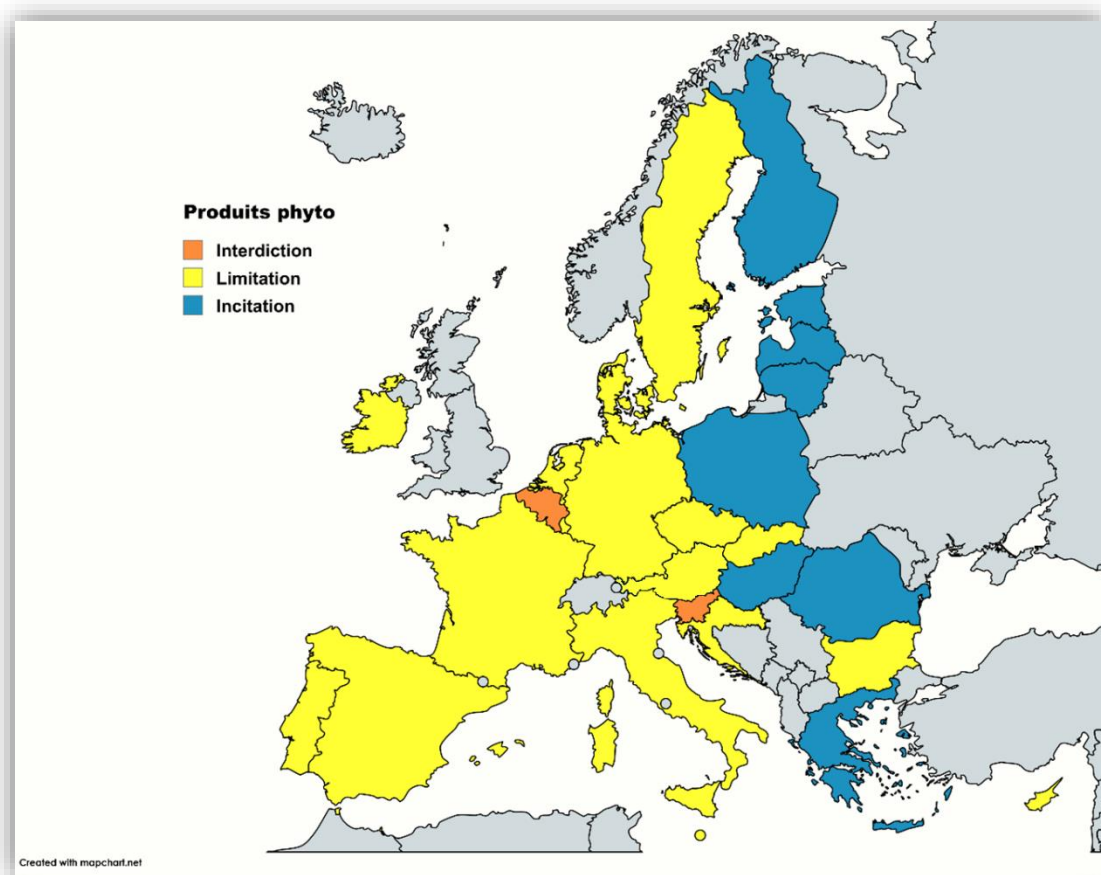 Produits phyto
Interdiction
Limitation
Incitation
Created with mapchart.net